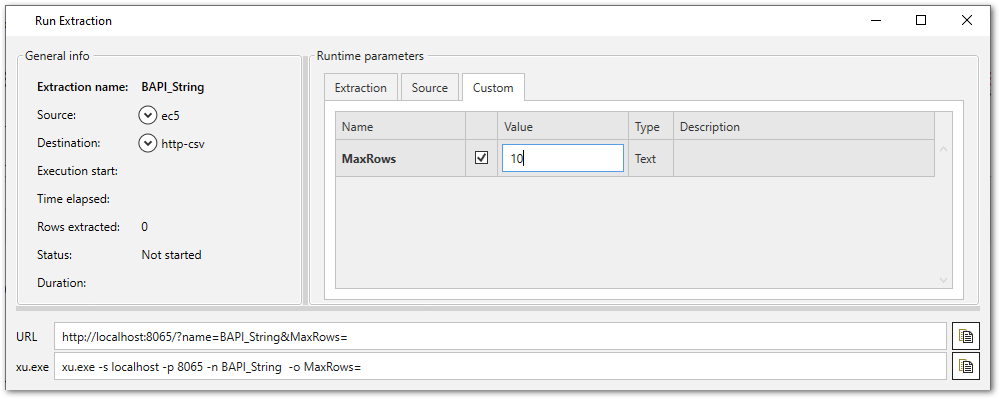 Run Extraction
General info
Extraction name: BAPI_String
Source: ec5
Destination: http-csv
Execution start:
Time elapsed:
Rows extracted: 0
Status: Not started
Duration:
Runtime parameters
Extraction Source Custom
Name Value Type Description
MaxRows 10 Text
URL http://localhost:8065/?name=BAPI_String&MaxRows=
xu.exe xu.exe -s localhost -p 8065 -n BAPI_String  -o MaxRows=